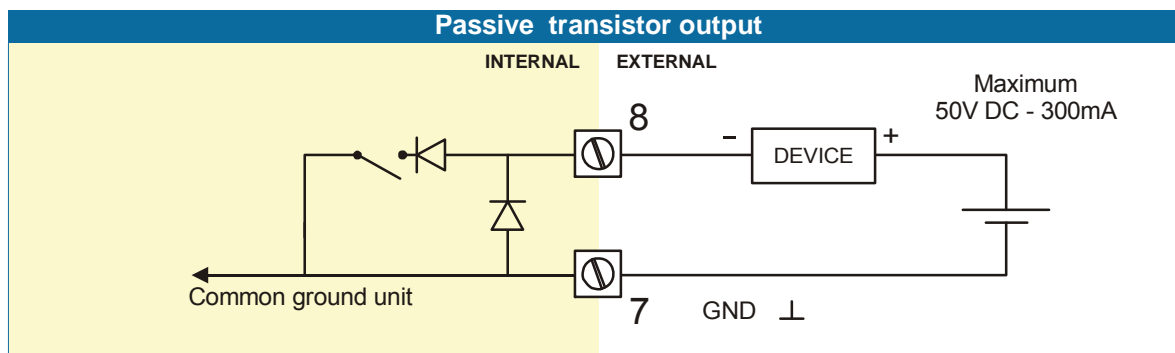 Passive transistor output
INTERNAL EXTERNAL
Maximum
50V DC - 300mA
8
– DEVICE +
Common ground unit
7 GND ⊥